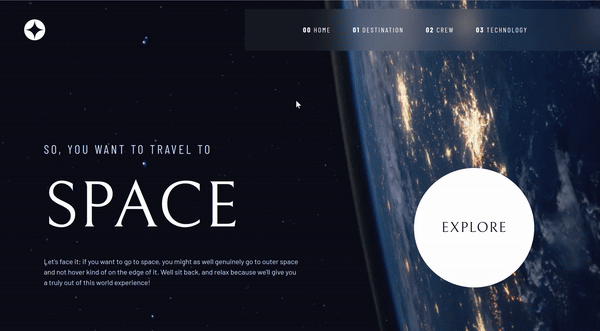 00 HOME 01 DESTINATION 02 CREW 03 TECHNOLOGY
SO, YOU WANT TO TRAVEL TO
SPACE
Let's face it; if you want to go to space, you might as well genuinely go to outer space
and not hover kind of on the edge of it. Well sit back, and relax because we'll give you
a truly out of this world experience!
EXPLORE